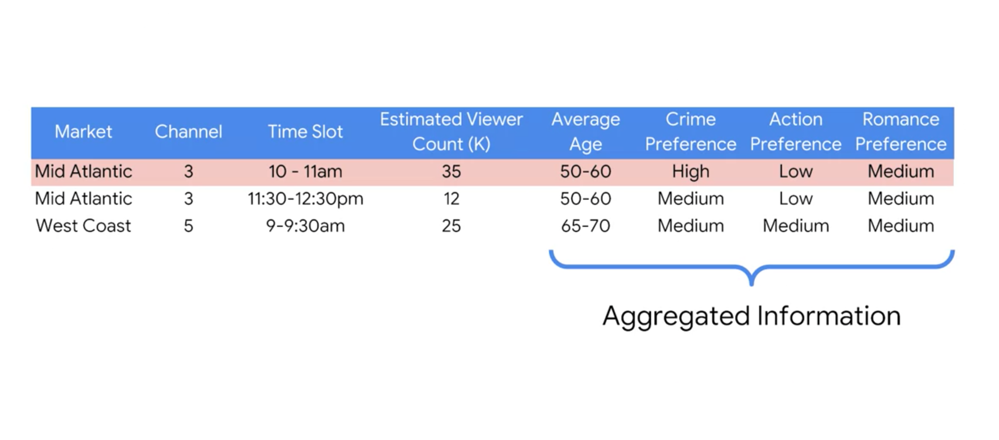 Market Channel Time Slot Estimated Viewer Count (K) Average Age Crime Preference Action Preference Romance Preference
Mid Atlantic 3 10 - 11am 35 50-60 High Low Medium
Mid Atlantic 3 11:30-12:30pm 12 50-60 Medium Low Medium
West Coast 5 9-9:30am 25 65-70 Medium Medium Medium
Aggregated Information